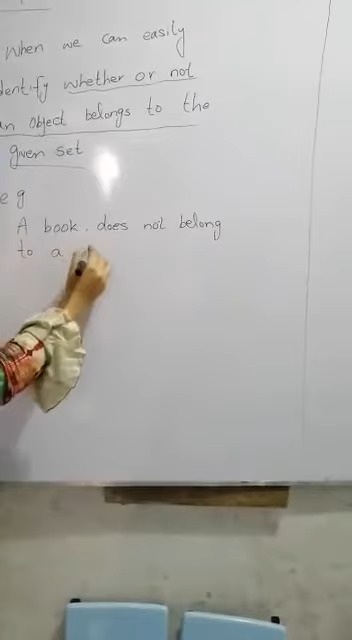 When we can easily
dentify whether or not
an object belongs to the
given set
e g
A book. does not belong
to a